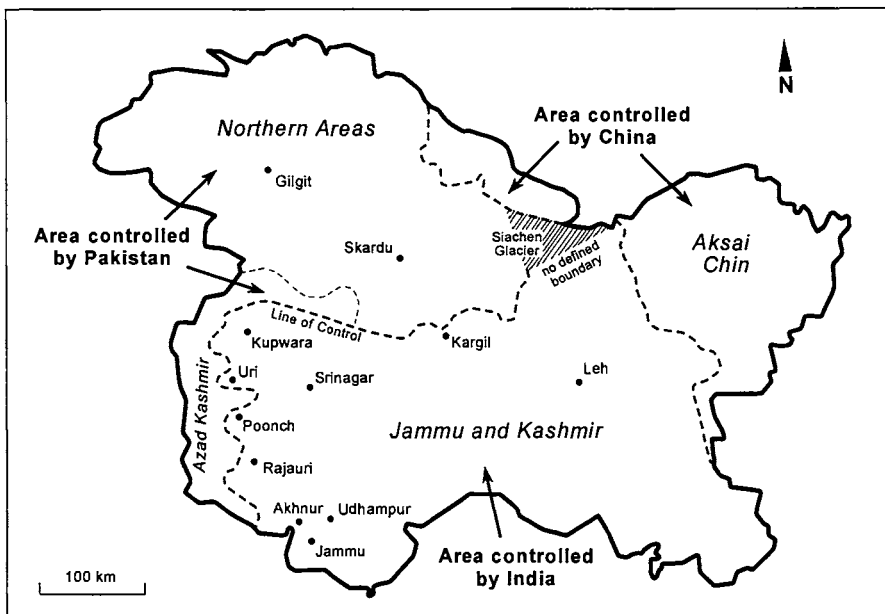 N
Northern Areas
Area controlled
by China
Gilgit
Area controlled
by Pakistan
Skardu
Siachen
Glacier
no defined
boundary
Aksai
Chin
Line of Control
Kupwara
Kargil
Azad Kashmir
Uri
Srinagar
Leh
Poonch
Jammu and Kashmir
Rajauri
Akhnur
Udhampur
Jammu
Area controlled
by India
100 km